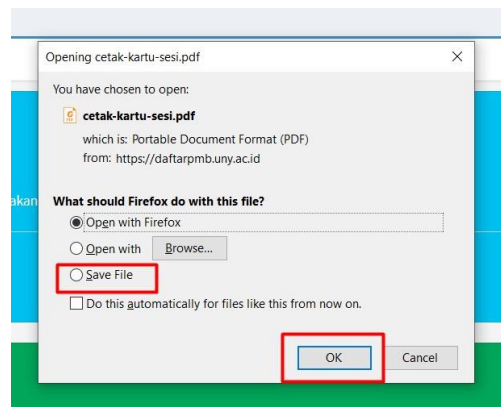 Opening cetak-kartu-sesi.pdf
You have chosen to open:
cetak-kartu-sesi.pdf
which is: Portable Document Format (PDF)
from: https://daftarpmb.uny.ac.id
akan
What should Firefox do with this file?
Open with Firefox
Open with Browse...
Save File
Do this automatically for files like this from now on.
OK Cancel